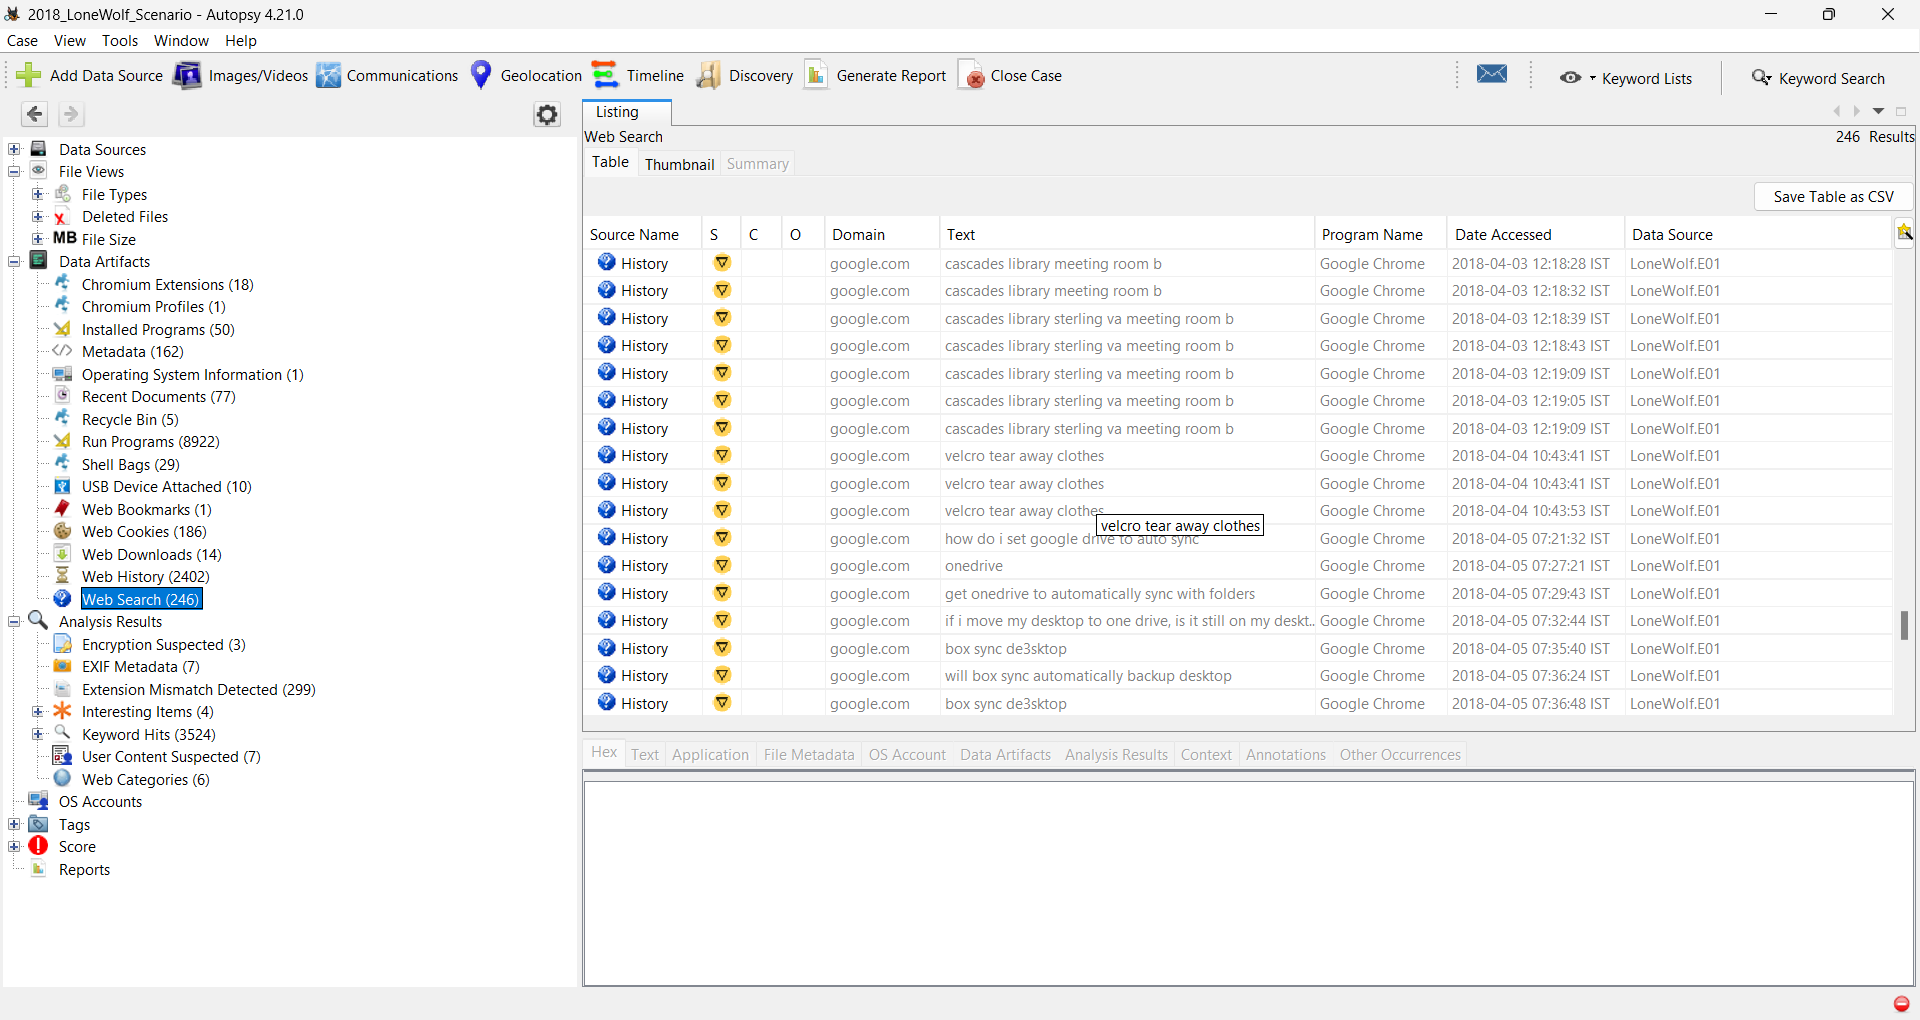 2018_LoneWolf_Scenario - Autopsy 4.21.0
Case View Tools Window Help
Add Data Source Images/Videos Communications Geolocation Timeline Discovery Generate Report Close Case Keyword Lists Keyword Search
Data Sources
File Views
File Types
Deleted Files
MB File Size
Data Artifacts
Chromium Extensions (18)
Chromium Profiles (1)
Installed Programs (50)
Metadata (162)
Operating System Information (1)
Recent Documents (77)
Recycle Bin (5)
Run Programs (8922)
Shell Bags (29)
USB Device Attached (10)
Web Bookmarks (1)
Web Cookies (186)
Web Downloads (14)
Web History (2402)
Web Search (246)
Analysis Results
Encryption Suspected (3)
EXIF Metadata (7)
Extension Mismatch Detected (299)
Interesting Items (4)
Keyword Hits (3524)
User Content Suspected (7)
Web Categories (6)
OS Accounts
Tags
Score
Reports
Listing
Web Search 246 Results
Table Thumbnail Summary
Save Table as CSV
Source Name S C O Domain Text Program Name Date Accessed Data Source
History google.com cascades library meeting room b Google Chrome 2018-04-03 12:18:28 IST LoneWolf.E01
History google.com cascades library meeting room b Google Chrome 2018-04-03 12:18:32 IST LoneWolf.E01
History google.com cascades library sterling va meeting room b Google Chrome 2018-04-03 12:18:39 IST LoneWolf.E01
History google.com cascades library sterling va meeting room b Google Chrome 2018-04-03 12:18:43 IST LoneWolf.E01
History google.com cascades library sterling va meeting room b Google Chrome 2018-04-03 12:19:09 IST LoneWolf.E01
History google.com cascades library sterling va meeting room b Google Chrome 2018-04-03 12:19:05 IST LoneWolf.E01
History google.com cascades library sterling va meeting room b Google Chrome 2018-04-03 12:19:09 IST LoneWolf.E01
History google.com velcro tear away clothes Google Chrome 2018-04-04 10:43:41 IST LoneWolf.E01
History google.com velcro tear away clothes Google Chrome 2018-04-04 10:43:41 IST LoneWolf.E01
History google.com velcro tear away clothes Google Chrome 2018-04-04 10:43:53 IST LoneWolf.E01
velcro tear away clothes
History google.com how do i set google drive to auto sync Google Chrome 2018-04-05 07:21:32 IST LoneWolf.E01
History google.com onedrive Google Chrome 2018-04-05 07:27:21 IST LoneWolf.E01
History google.com get onedrive to automatically sync with folders Google Chrome 2018-04-05 07:29:43 IST LoneWolf.E01
History google.com if i move my desktop to one drive, is it still on my deskt... Google Chrome 2018-04-05 07:32:44 IST LoneWolf.E01
History google.com box sync de3sktop Google Chrome 2018-04-05 07:35:40 IST LoneWolf.E01
History google.com will box sync automatically backup desktop Google Chrome 2018-04-05 07:36:24 IST LoneWolf.E01
History google.com box sync de3sktop Google Chrome 2018-04-05 07:36:48 IST LoneWolf.E01
Hex Text Application File Metadata OS Account Data Artifacts Analysis Results Context Annotations Other Occurrences